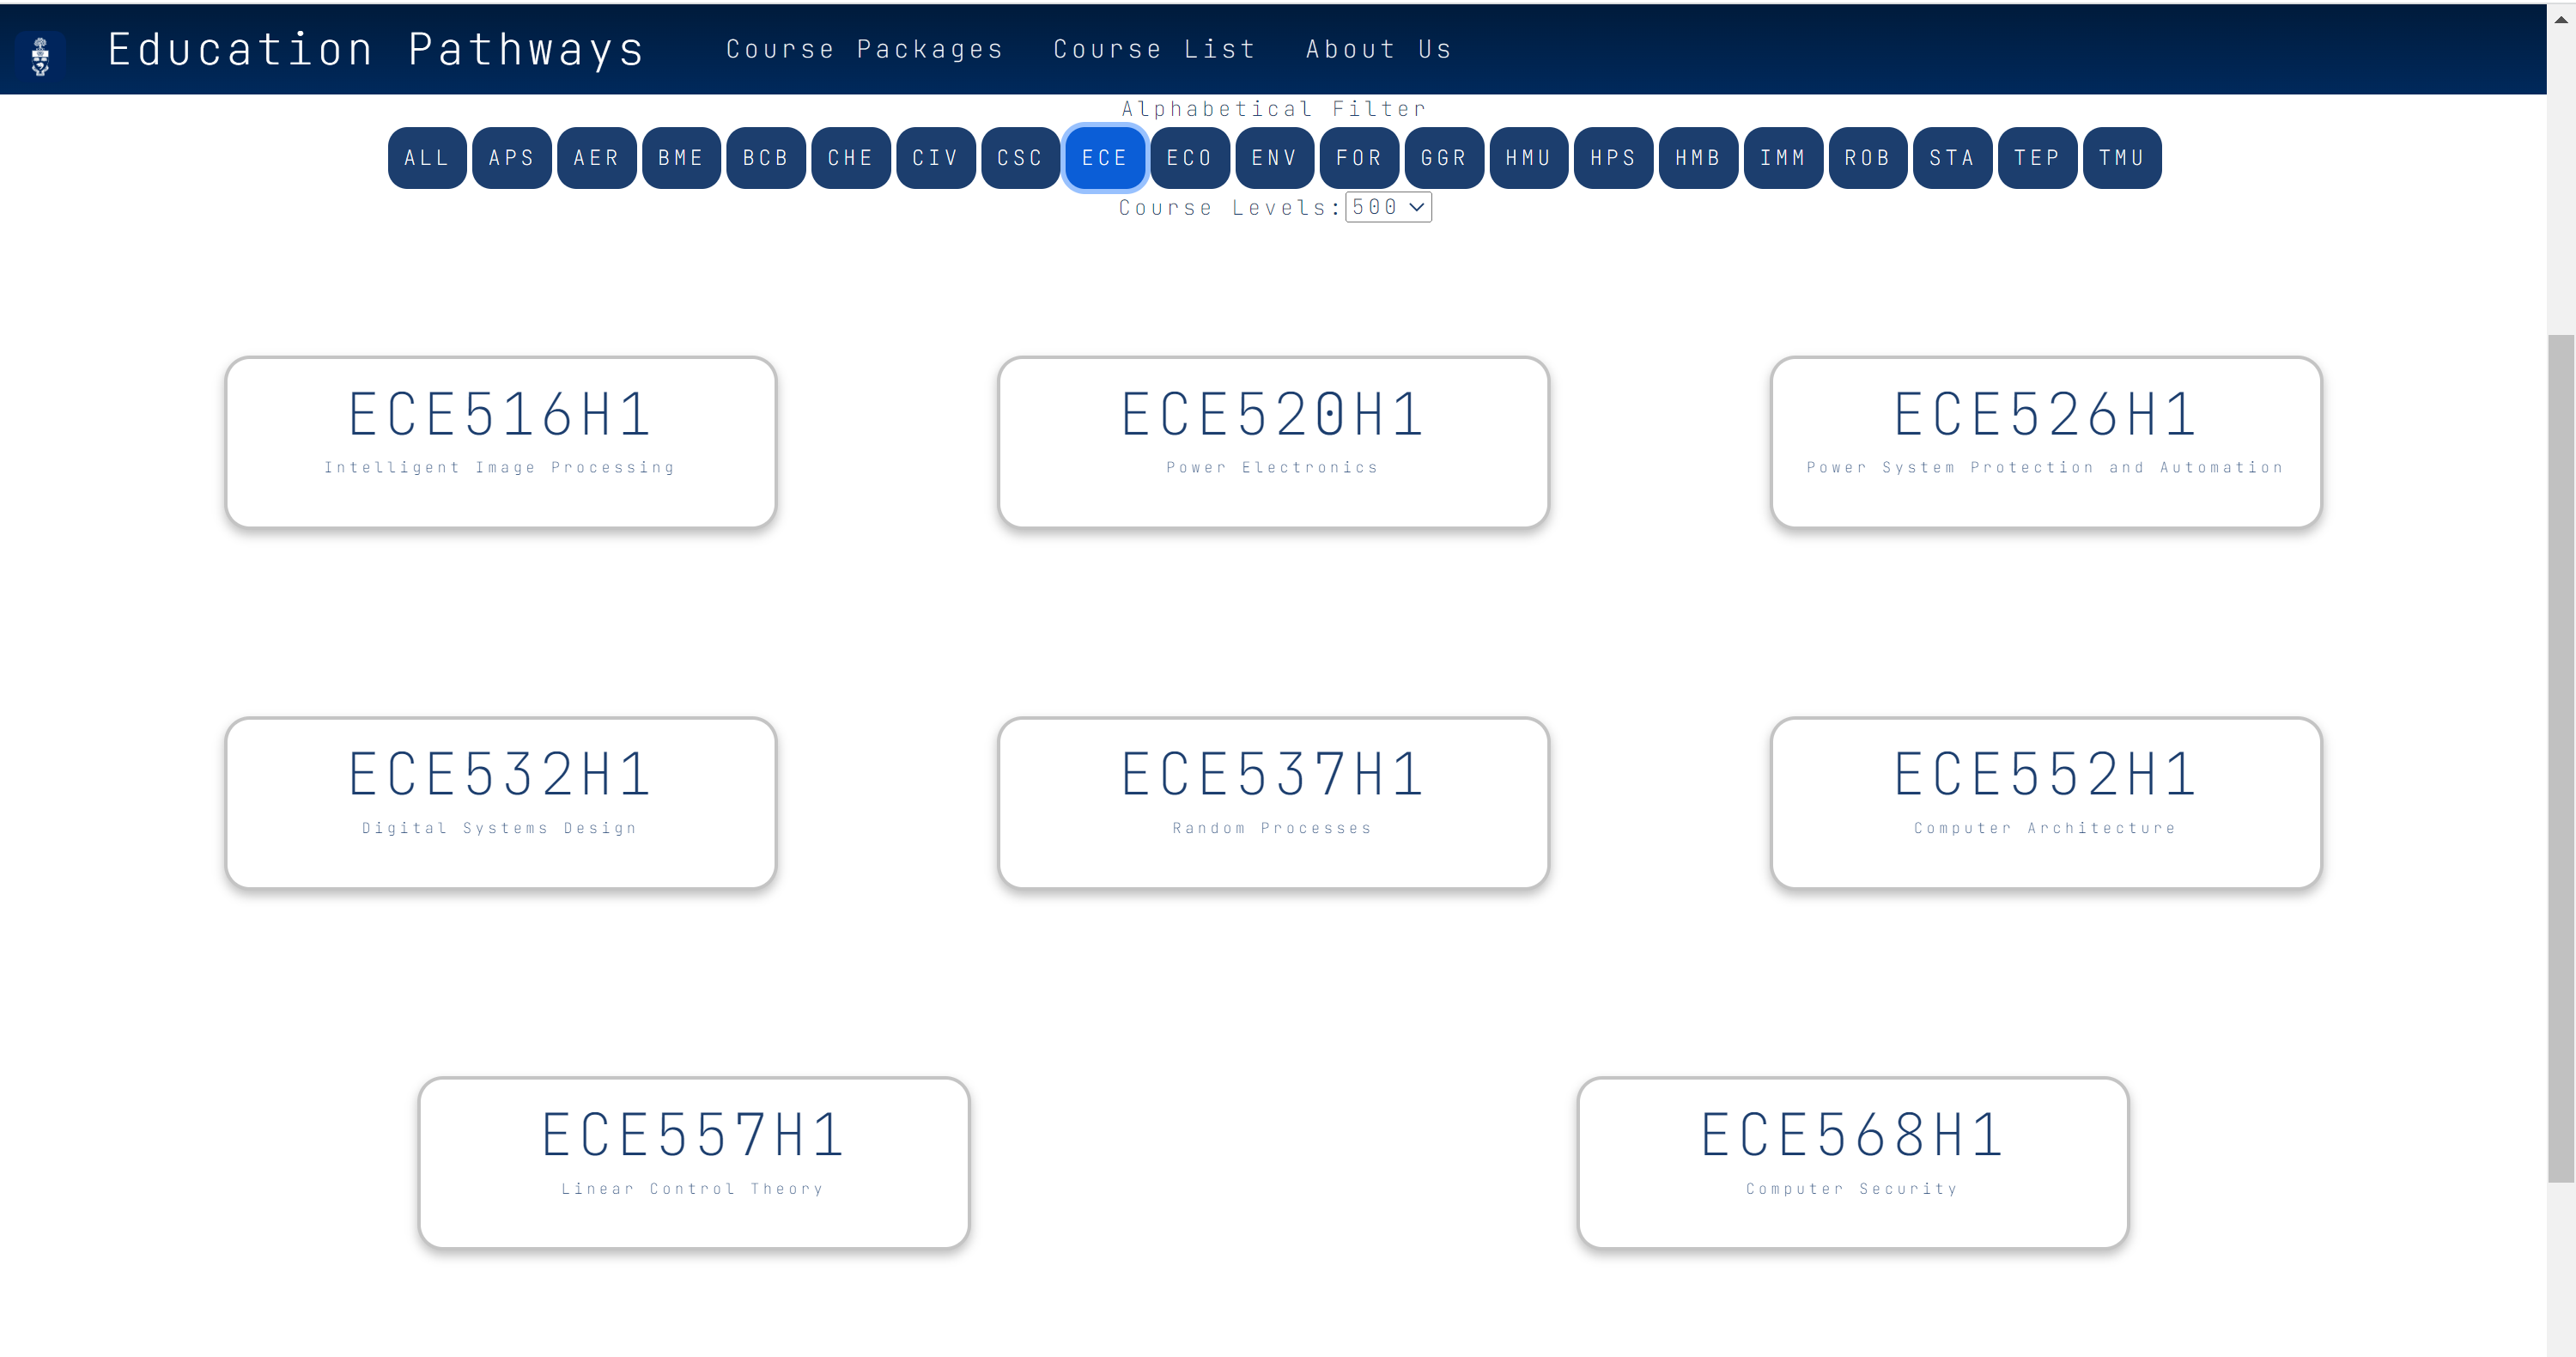 Education Pathways Course Packages Course List About Us
Alphabetical Filter
ALL APS AER BME BCB CHE CIV CSC ECE ECO ENV FOR GGR HMU HPS HMB IMM ROB STA TEP TMU
Course Levels: 500
ECE516H1
Intelligent Image Processing
ECE520H1
Power Electronics
ECE526H1
Power System Protection and Automation
ECE532H1
Digital Systems Design
ECE537H1
Random Processes
ECE552H1
Computer Architecture
ECE557H1
Linear Control Theory
ECE568H1
Computer Security